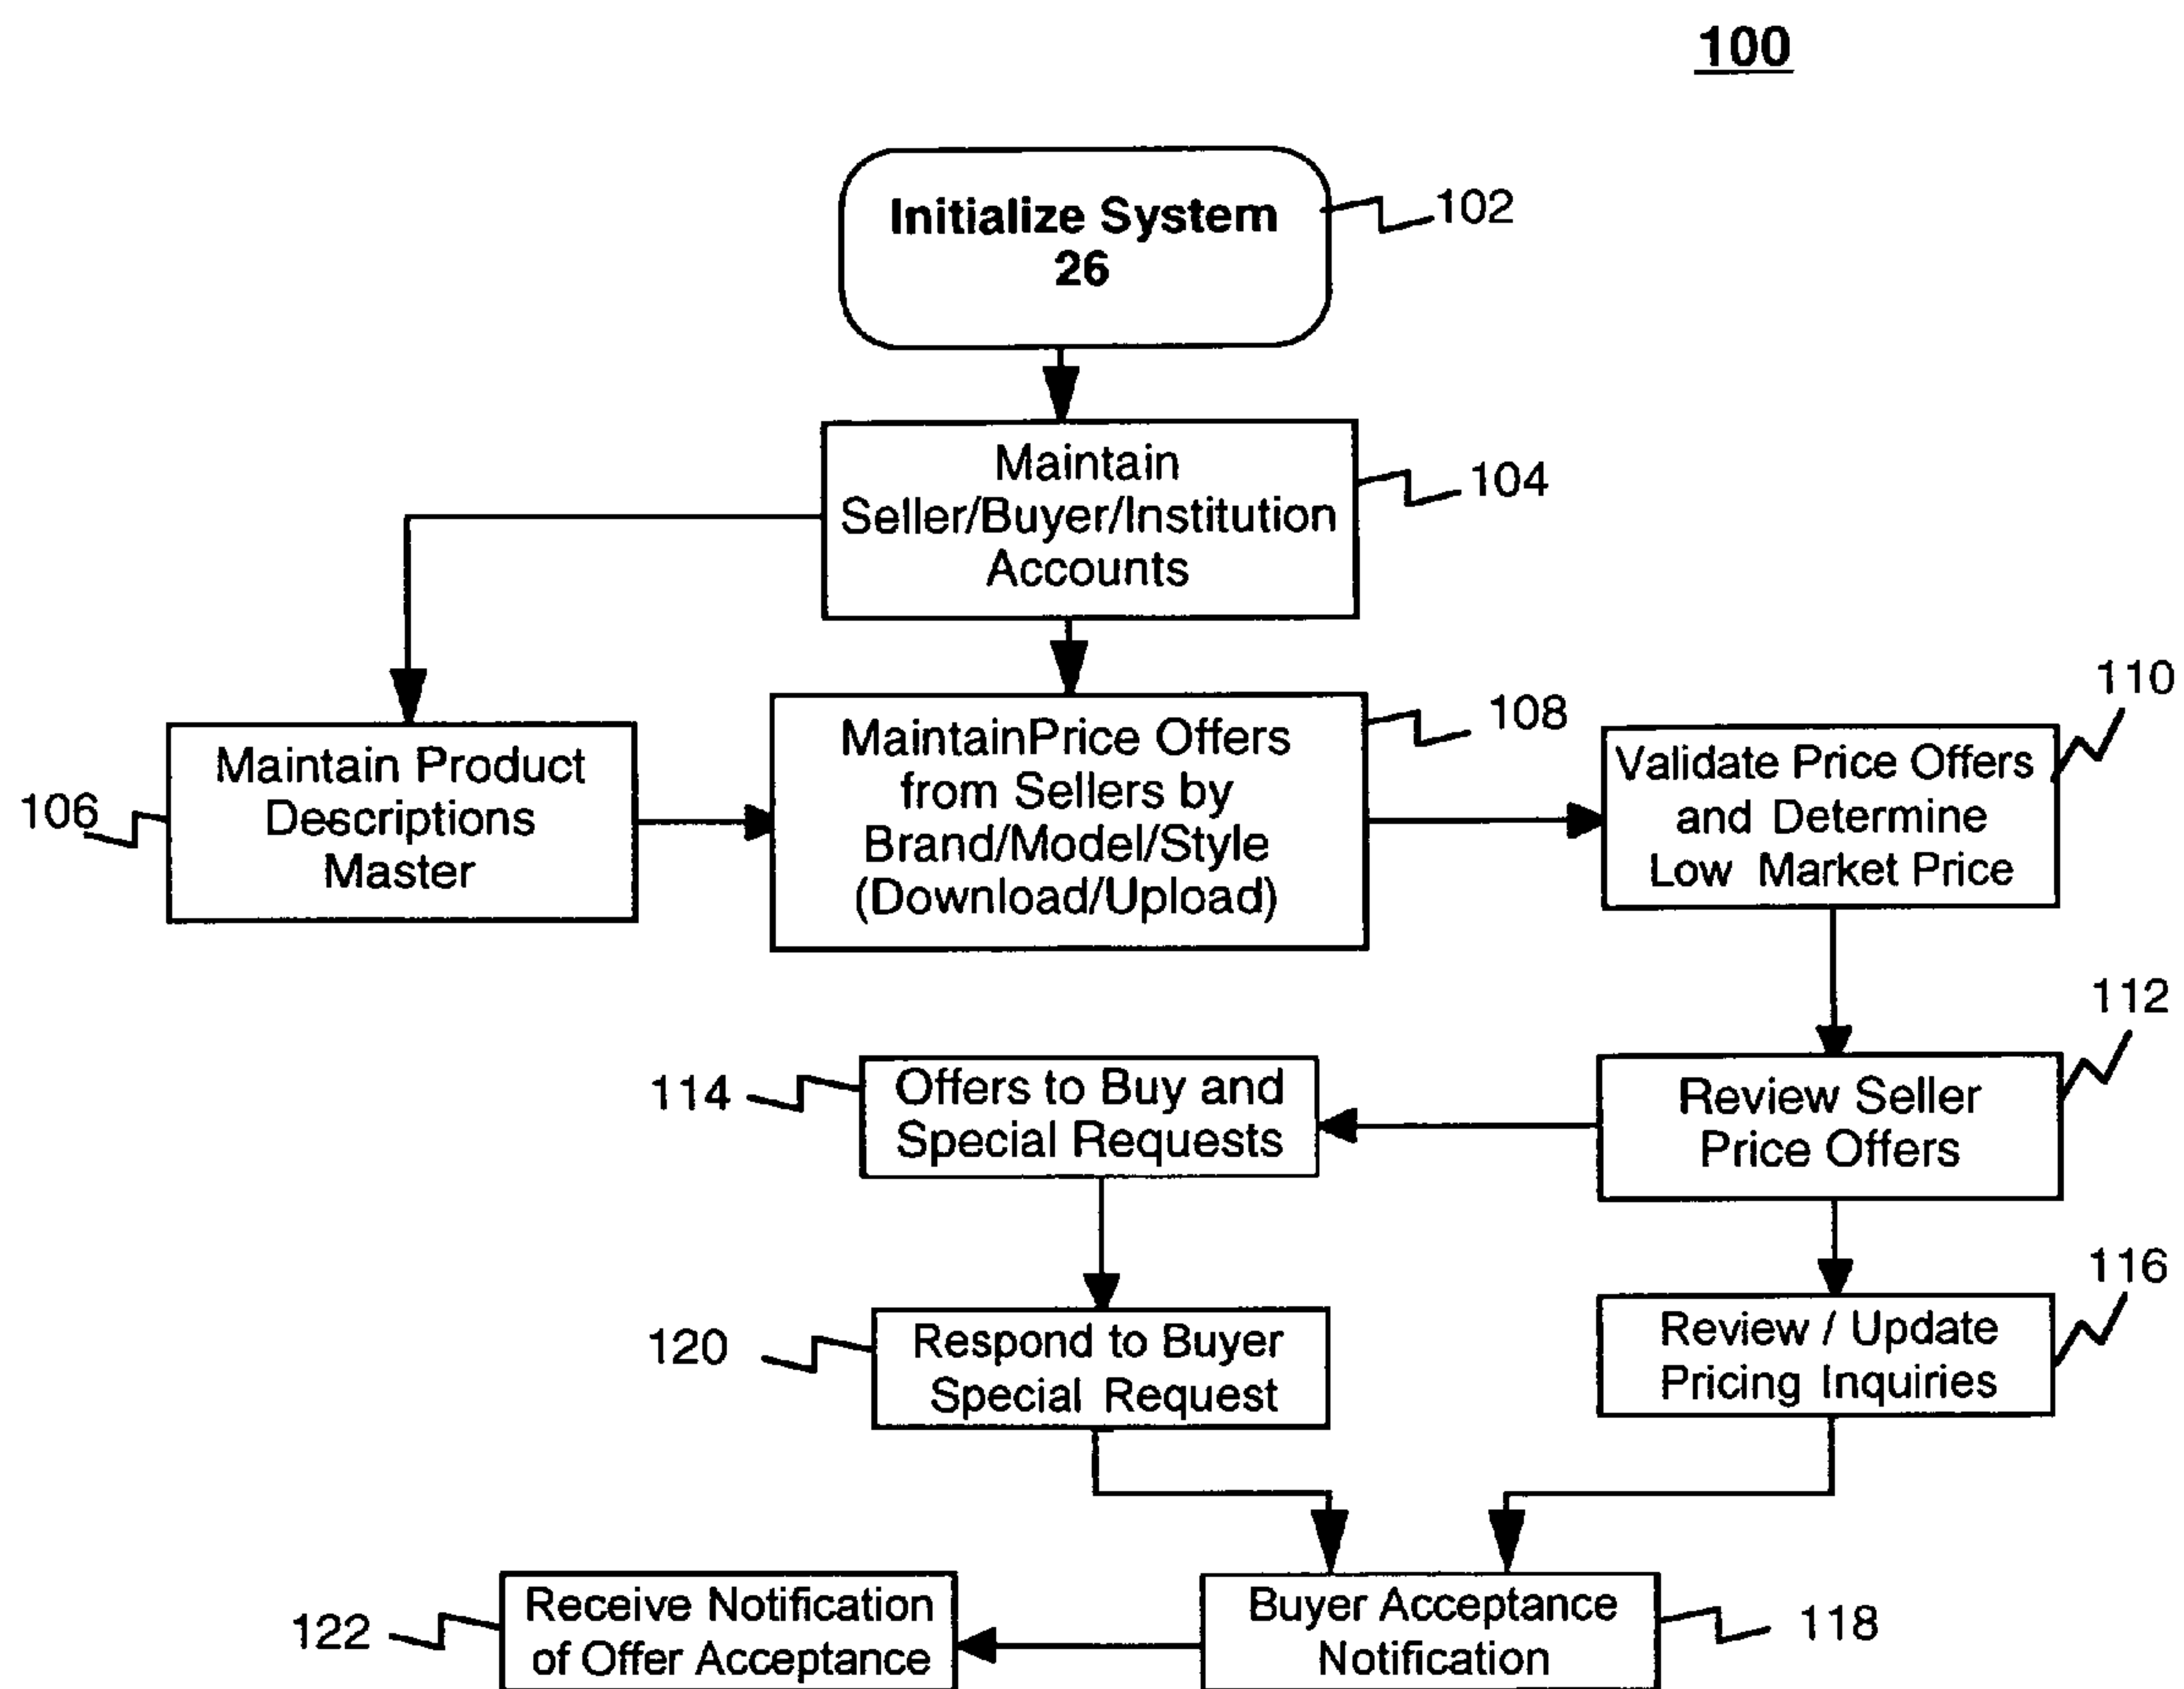 100
Initialize System
26
102
Maintain
Seller/Buyer/Institution
Accounts
104
106
Maintain Product
Descriptions
Master
MaintainPrice Offers
from Sellers by
Brand/Model/Style
(Download/Upload)
108
Validate Price Offers
and Determine
Low Market Price
110
112
114
Offers to Buy and
Special Requests
Review Seller
Price Offers
116
120
Respond to Buyer
Special Request
Review / Update
Pricing Inquiries
122
Receive Notification
of Offer Acceptance
Buyer Acceptance
Notification
118